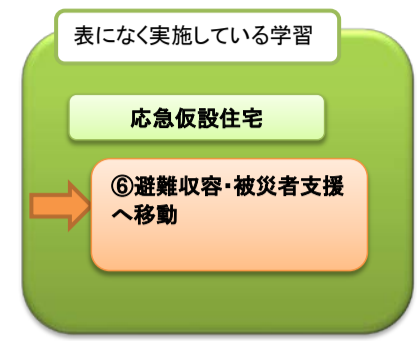 表になく実施している学習
応急仮設住宅
⑥避難収容・被災者支援
へ移動